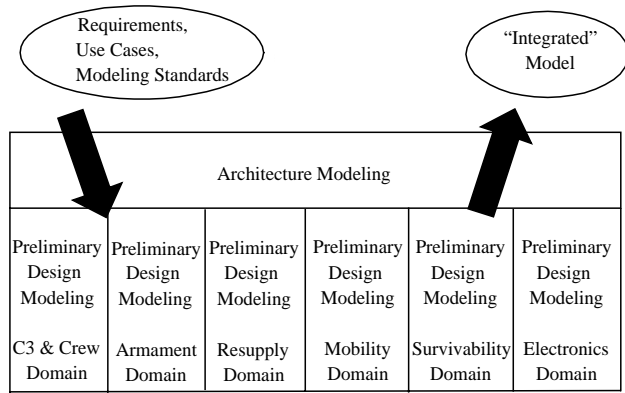 Requirements,
Use Cases,
Modeling Standards
“Integrated”
Model
Architecture Modeling
Preliminary
Design
Modeling
C3 & Crew
Domain
Preliminary
Design
Modeling
Armament
Domain
Preliminary
Design
Modeling
Resupply
Domain
Preliminary
Design
Modeling
Mobility
Domain
Preliminary
Design
Modeling
Survivability
Domain
Preliminary
Design
Modeling
Electronics
Domain